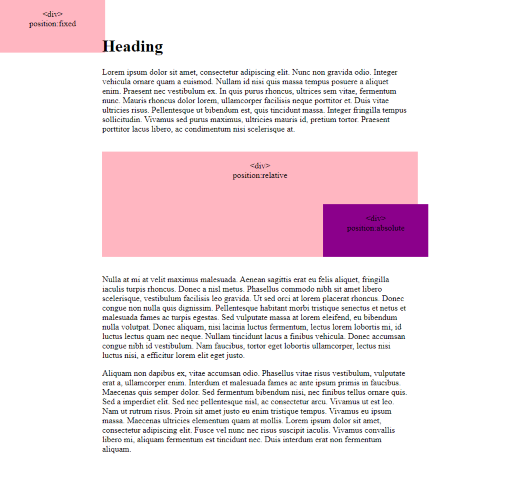 <div>
position:fixed
Heading
Lorem ipsum dolor sit amet, consectetur adipiscing elit. Nunc non gravida odio. Integer
vehicula ornare quam a euismod. Nullam id nisi quis massa tempus posuere a aliquet
enim. Praesent nec vestibulum ex. In quis purus rhoncus, ultrices sem vitae, fermentum
nunc. Mauris rhoncus dolor lorem, ullamcorper facilisis neque porttitor et. Duis vitae
ultricies risus. Pellentesque ut bibendum est, quis tincidunt massa. Integer fringilla tempus
sollicitudin. Vivamus sed purus maximus, ultricies mauris id, pretium tortor. Praesent
porttitor lacus libero, ac condimentum nisi scelerisque at.
<div>
position:relative
<div>
position:absolute
Nulla at mi at velit maximus malesuada. Aenean sagittis erat eu felis aliquet, fringilla
iaculis turpis rhoncus. Donec a nisl metus. Phasellus commodo nibh sit amet libero
scelerisque, vestibulum facilisis leo gravida. Ut sed orci at lorem placerat rhoncus. Donec
congue non nulla quis dignissim. Pellentesque habitant morbi tristique senectus et netus et
malesuada fames ac turpis egestas. Sed vulputate massa at lorem eleifend, eu bibendum
nulla volutpat. Donec aliquam, nisi lacinia luctus fermentum, lectus lorem lobortis mi, id
luctus lectus quam nec neque. Nullam tincidunt lacus a finibus vehicula. Donec accumsan
congue nibh id vestibulum. Nam faucibus, tortor eget lobortis ullamcorper, lectus nisi
luctus nisi, a efficitur lorem elit eget justo.
Aliquam non dapibus ex, vitae accumsan odio. Phasellus vitae risus vestibulum, vulputate
erat a, ullamcorper enim. Interdum et malesuada fames ac ante ipsum primis in faucibus.
Maecenas quis semper dolor. Sed fermentum bibendum nisi, nec finibus tellus ornare quis.
Sed a imperdiet elit. Sed nec pellentesque nisl, ac consectetur arcu. Vivamus ut est leo.
Nam ut rutrum risus. Proin sit amet justo eu enim tristique tempus. Vivamus eu ipsum
massa. Maecenas ultricies elementum quam at mollis. Lorem ipsum dolor sit amet,
consectetur adipiscing elit. Fusce vel nunc nec risus suscipit iaculis. Vivamus convallis
libero mi, aliquam fermentum est tincidunt nec. Duis interdum erat non fermentum
aliquam.